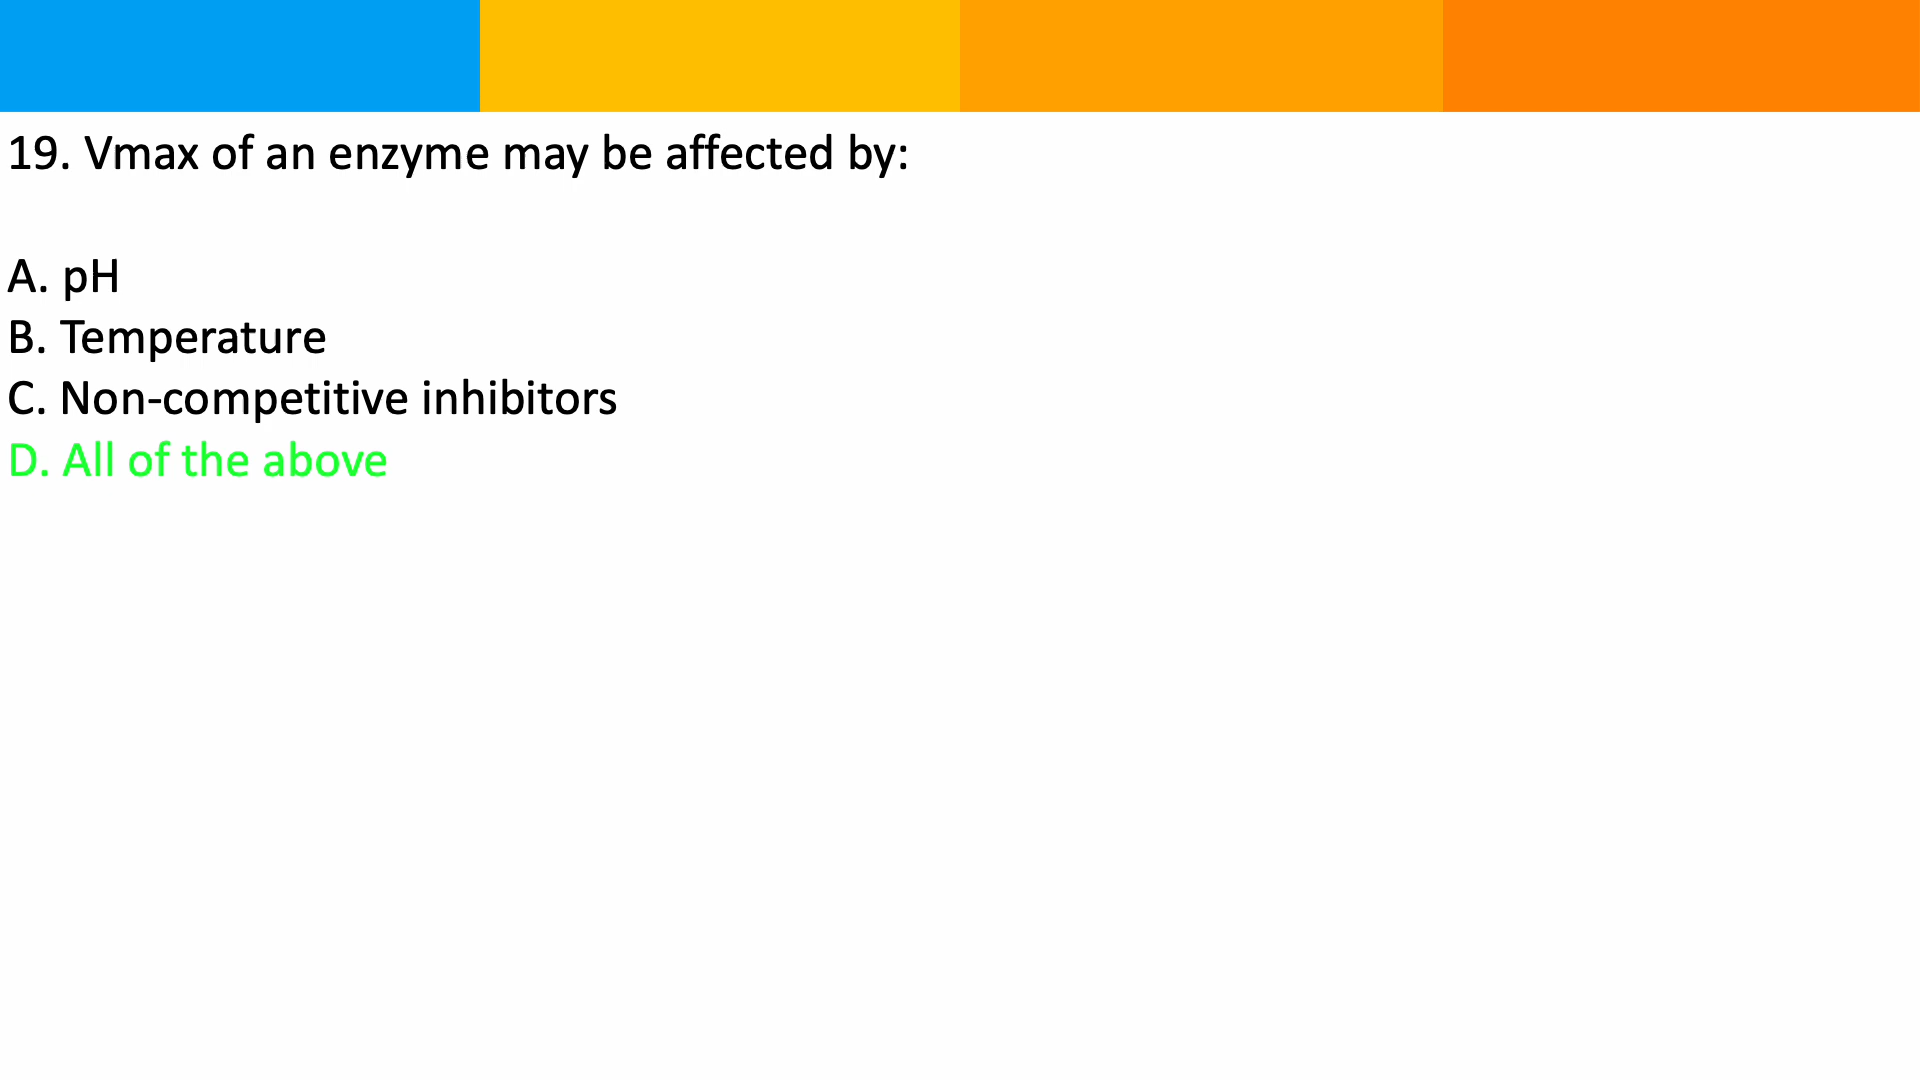 19. Vmax of an enzyme may be affected by:
A. pH
B. Temperature
C. Non-competitive inhibitors
D. All of the above